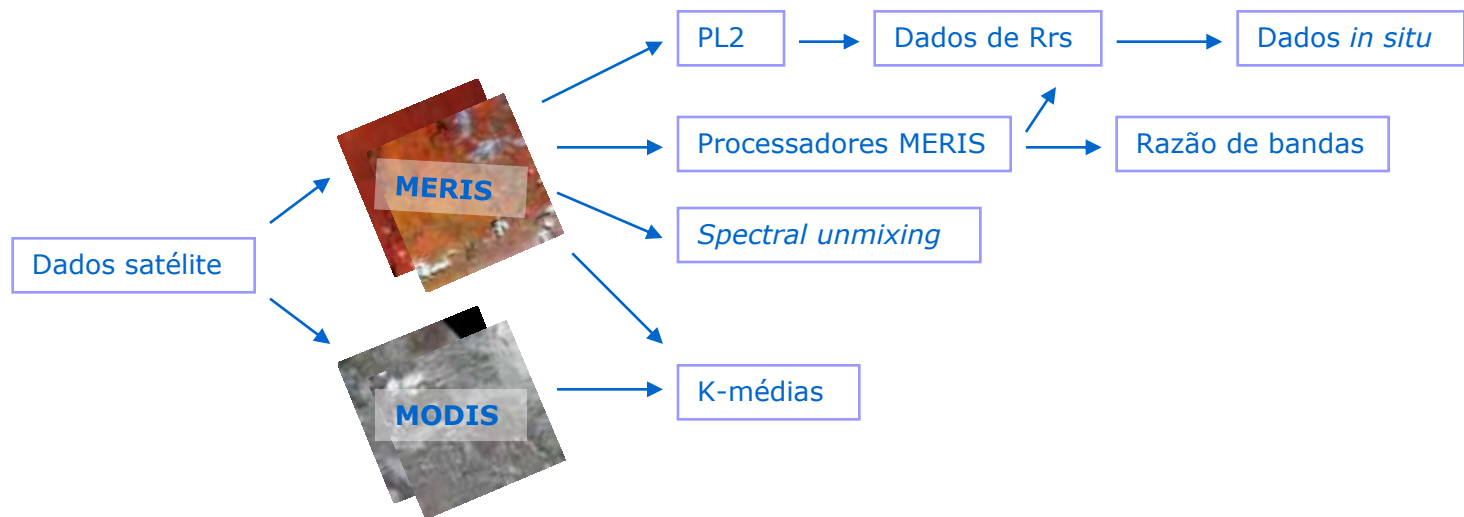 PL2
Dados de Rrs
Dados in situ
MERIS
Processadores MERIS
Razão de bandas
Spectral unmixing
Dados satélite
K-médias
MODIS